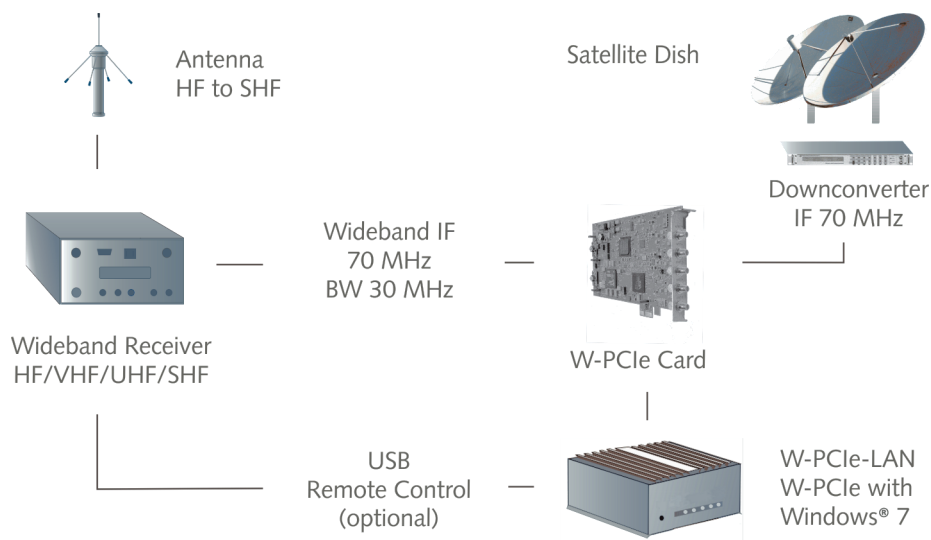 Antenna
HF to SHF
Satellite Dish
Downconverter
IF 70 MHz
Wideband IF
70 MHz
BW 30 MHz
Wideband Receiver
HF/VHF/UHF/SHF
W-PCIe Card
USB
Remote Control
(optional)
W-PCIe-LAN
W-PCIe with
Windows® 7